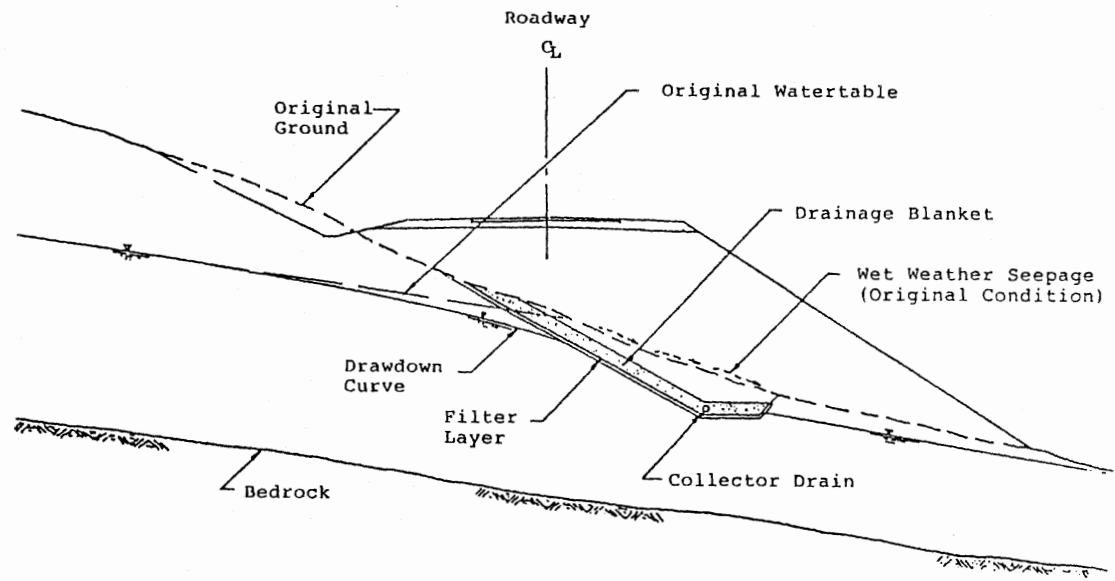 Roadway
CL
Original Watertable
Original
Ground
Drainage Blanket
Wet Weather Seepage
(Original Condition)
Drawdown
Curve
Filter
Layer
Collector Drain
Bedrock